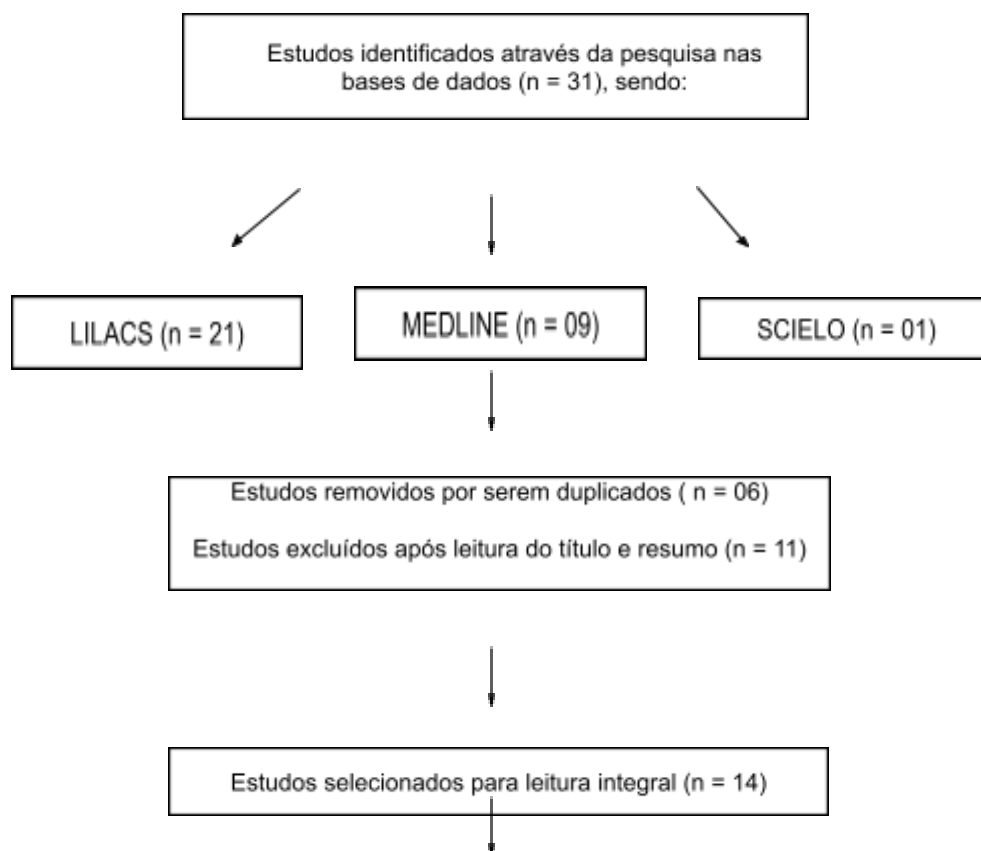 Estudos identificados através da pesquisa nas
bases de dados (n = 31), sendo:
LILACS (n = 21)
MEDLINE (n = 09)
SCIELO (n = 01)
Estudos removidos por serem duplicados ( n = 06)
Estudos excluídos após leitura do título e resumo (n = 11)
Estudos selecionados para leitura integral (n = 14)